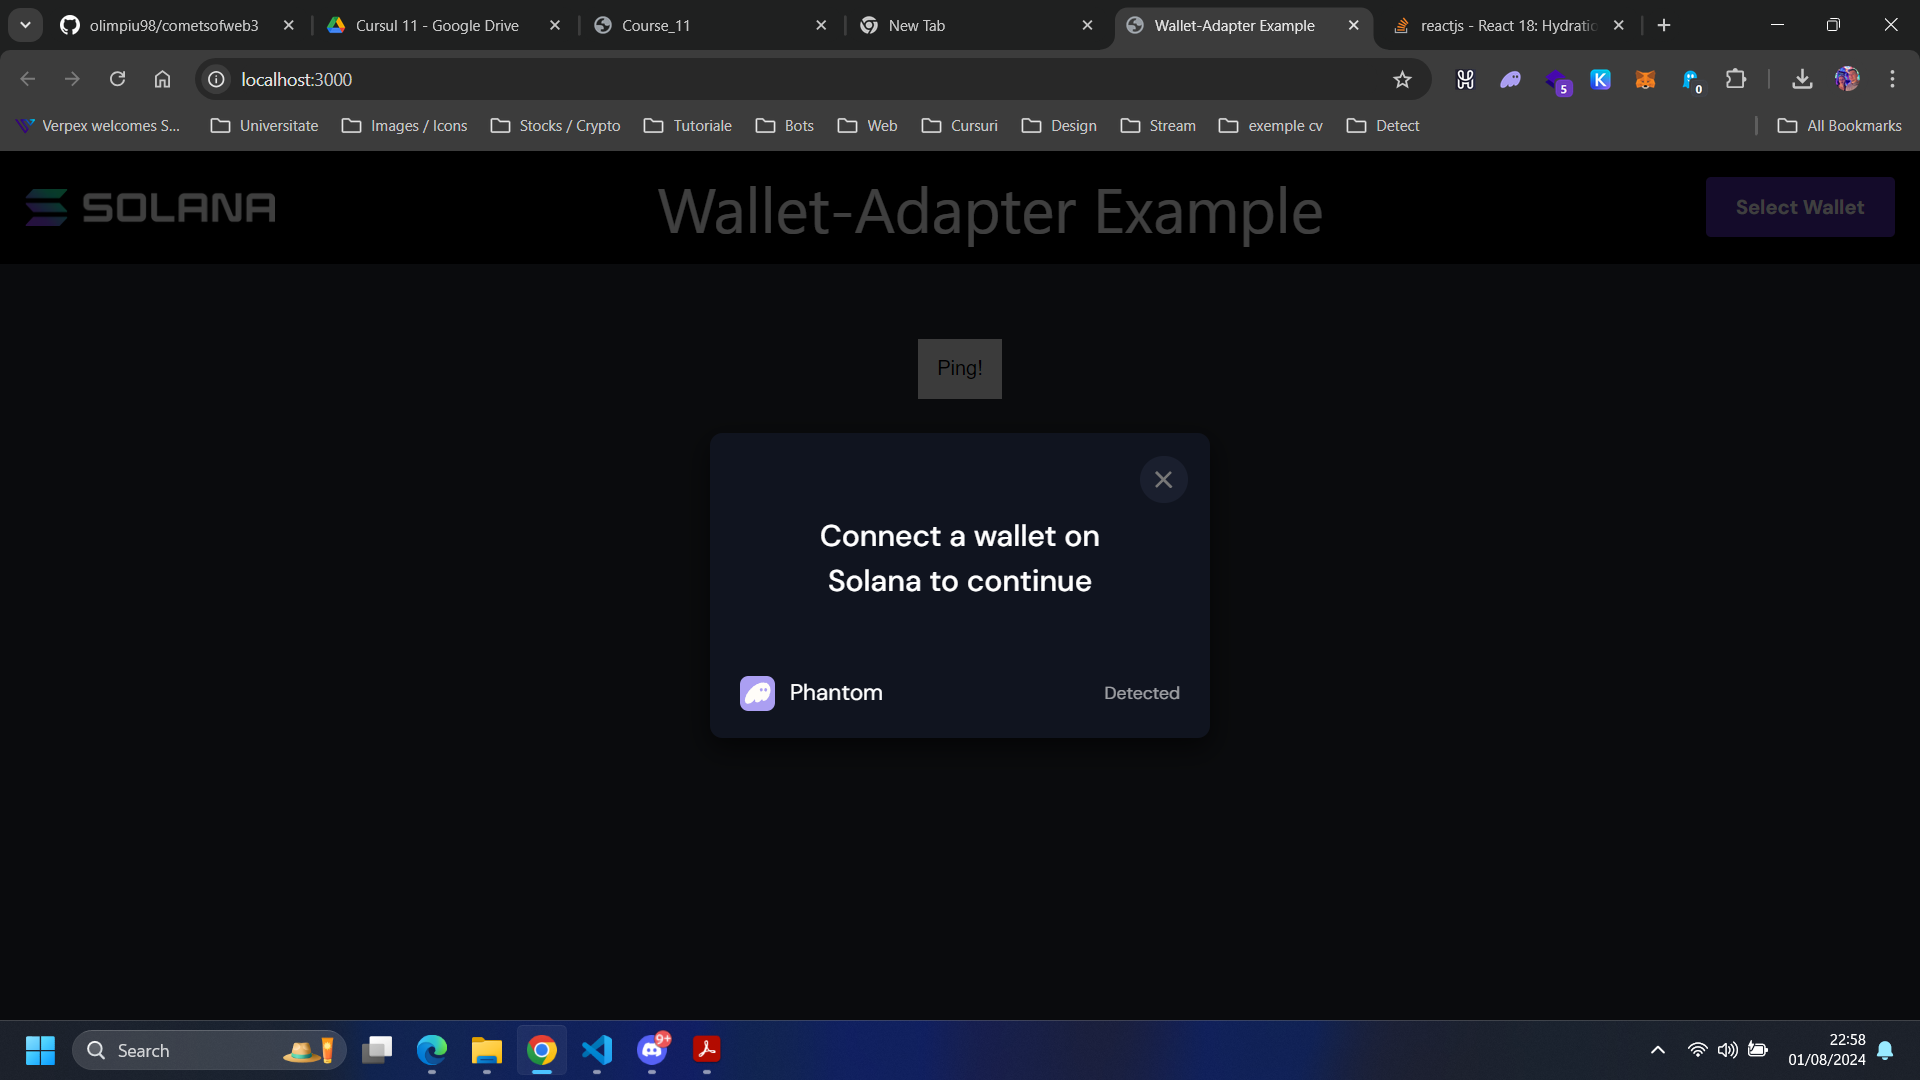 olimpiu98/cometsofweb3
Cursul 11 - Google Drive
Course_11
New Tab
Wallet-Adapter Example
reactjs - React 18: Hydratio
localhost:3000
5
K
0
Verpex welcomes S...
Universitate
Images / Icons
Stocks / Crypto
Tutoriale
Bots
Web
Cursuri
Design
Stream
exemple cv
Detect
All Bookmarks
SOLANA
Wallet-Adapter Example
Select Wallet
Ping!
Connect a wallet on
Solana to continue
Phantom
Detected
Search
9+
22:58
01/08/2024